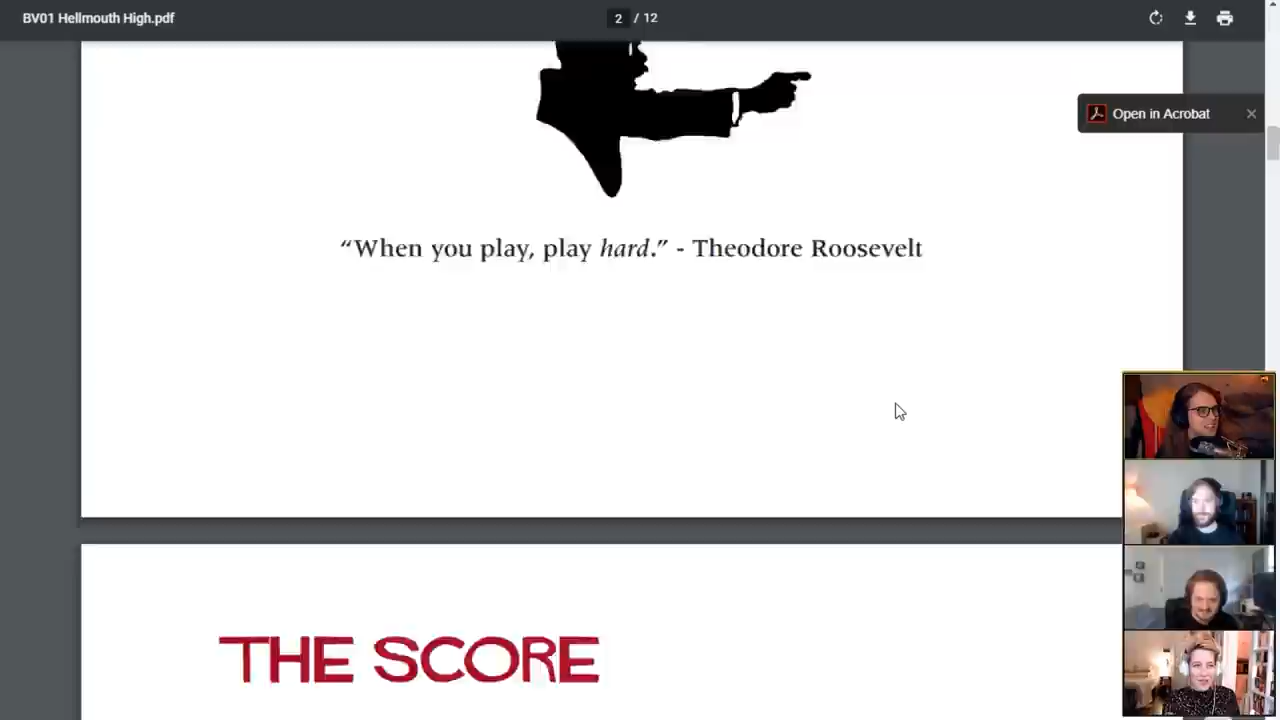 BV01 Hellmouth High.pdf
2 / 12
Open in Acrobat
“When you play, play hard.” - Theodore Roosevelt
THE SCORE